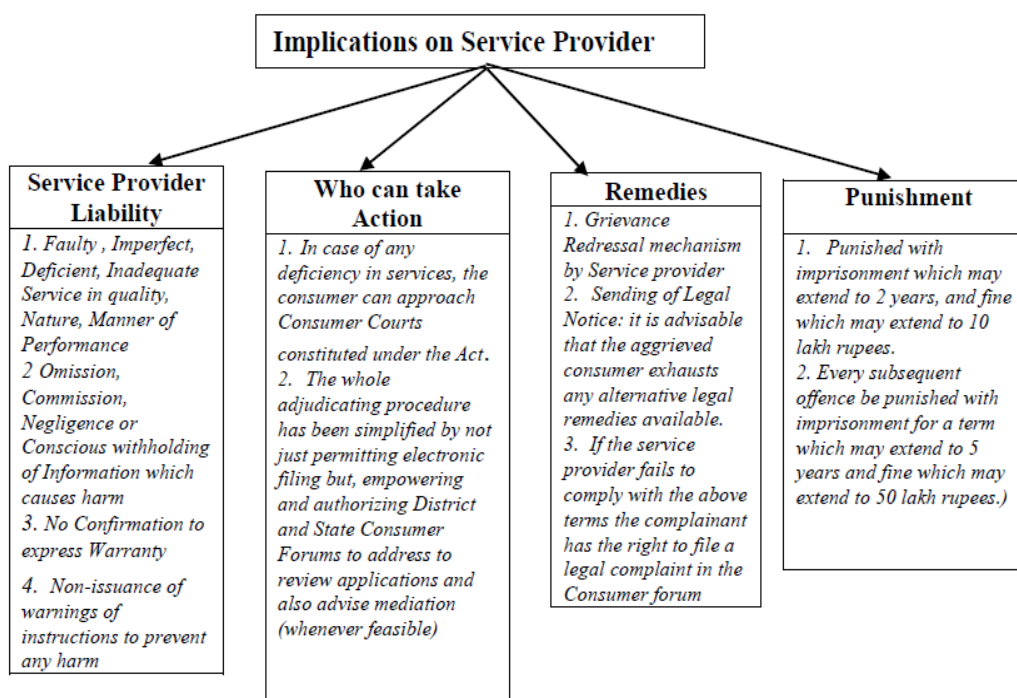 Implications on Service Provider
Service Provider
Liability
1. Faulty , Imperfect,
Deficient, Inadequate
Service in quality,
Nature, Manner of
Performance
2 Omission,
Commission,
Negligence or
Conscious withholding
of Information which
causes harm
3. No Confirmation to
express Warranty
4. Non-issuance of
warnings of
instructions to prevent
any harm
Who can take
Action
1. In case of any
deficiency in services, the
consumer can approach
Consumer Courts
constituted under the Act.
2. The whole
adjudicating procedure
has been simplified by not
just permitting electronic
filing but, empowering
and authorizing District
and State Consumer
Forums to address to
review applications and
also advise mediation
(whenever feasible)
Remedies
1. Grievance
Redressal mechanism
by Service provider
2. Sending of Legal
Notice: it is advisable
that the aggrieved
consumer exhausts
any alternative legal
remedies available.
3. If the service
provider fails to
comply with the above
terms the complainant
has the right to file a
legal complaint in the
Consumer forum
Punishment
1. Punished with
imprisonment which may
extend to 2 years, and fine
which may extend to 10
lakh rupees.
2. Every subsequent
offence be punished with
imprisonment for a term
which may extend to 5
years and fine which may
extend to 50 lakh rupees.)